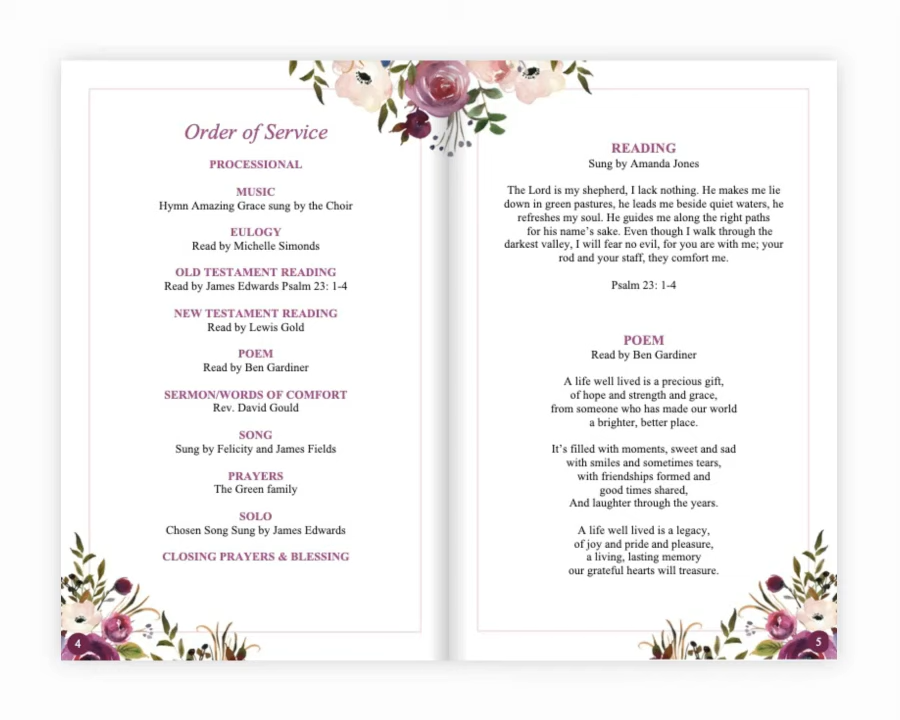 Order of Service
PROCESSIONAL
MUSIC
Hymn Amazing Grace sung by the Choir
EULOGY
Read by Michelle Simonds
OLD TESTAMENT READING
Read by James Edwards Psalm 23: 1-4
NEW TESTAMENT READING
Read by Lewis Gold
POEM
Read by Ben Gardiner
SERMON/WORDS OF COMFORT
Rev. David Gould
SONG
Sung by Felicity and James Fields
PRAYERS
The Green family
SOLO
Chosen Song Sung by James Edwards
CLOSING PRAYERS & BLESSING
4
READING
Sung by Amanda Jones
The Lord is my shepherd, I lack nothing. He makes me lie
down in green pastures, he leads me beside quiet waters, he
refreshes my soul. He guides me along the right paths
for his name's sake. Even though I walk through the
darkest valley, I will fear no evil, for you are with me; your
rod and your staff, they comfort me.
Psalm 23: 1-4
POEM
Read by Ben Gardiner
A life well lived is a precious gift,
of hope and strength and grace,
from someone who has made our world
a brighter, better place.
It's filled with moments, sweet and sad
with smiles and sometimes tears,
with friendships formed and
good times shared,
And laughter through the years.
A life well lived is a legacy,
of joy and pride and pleasure,
a living, lasting memory
our grateful hearts will treasure.
5